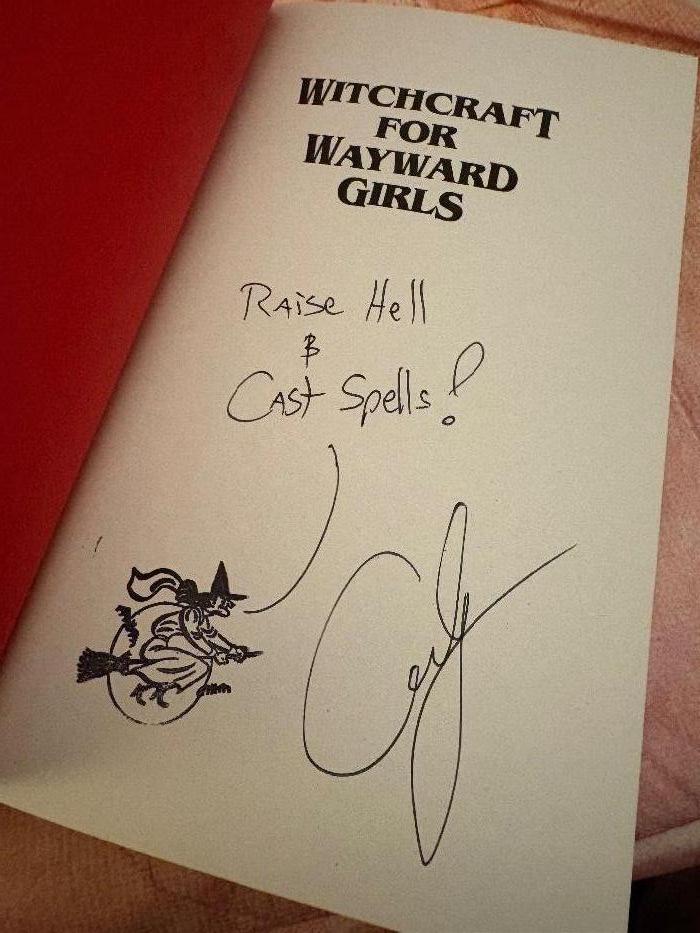 WITCHCRAFT
FOR
WAYWARD
GIRLS
Raise Hell
&
Cast Spells!